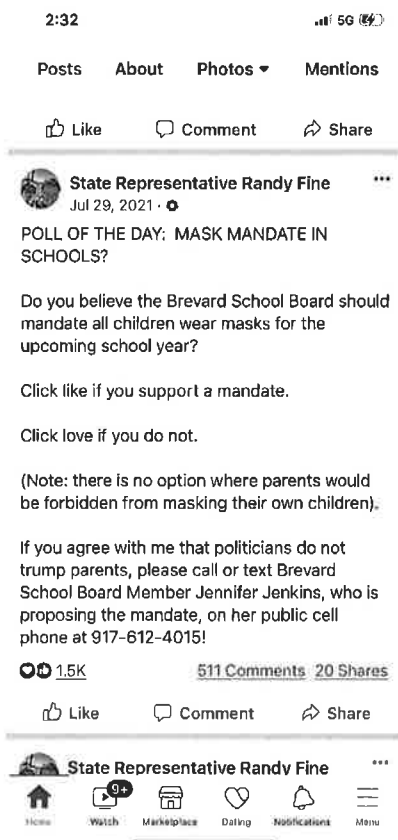 2:32 5G
Posts About Photos Mentions
Like Comment Share
State Representative Randy Fine
Jul 29, 2021 ·
POLL OF THE DAY: MASK MANDATE IN
SCHOOLS?
Do you believe the Brevard School Board should
mandate all children wear masks for the
upcoming school year?
Click like if you support a mandate.
Click love if you do not.
(Note: there is no option where parents would
be forbidden from masking their own children).
If you agree with me that politicians do not
trump parents, please call or text Brevard
School Board Member Jennifer Jenkins, who is
proposing the mandate, on her public cell
phone at 917-612-4015!
1.5K 511 Comments 20 Shares
Like Comment Share
State Representative Randy Fine
9+
Home Watch Marketplace Dating Notifications Menu